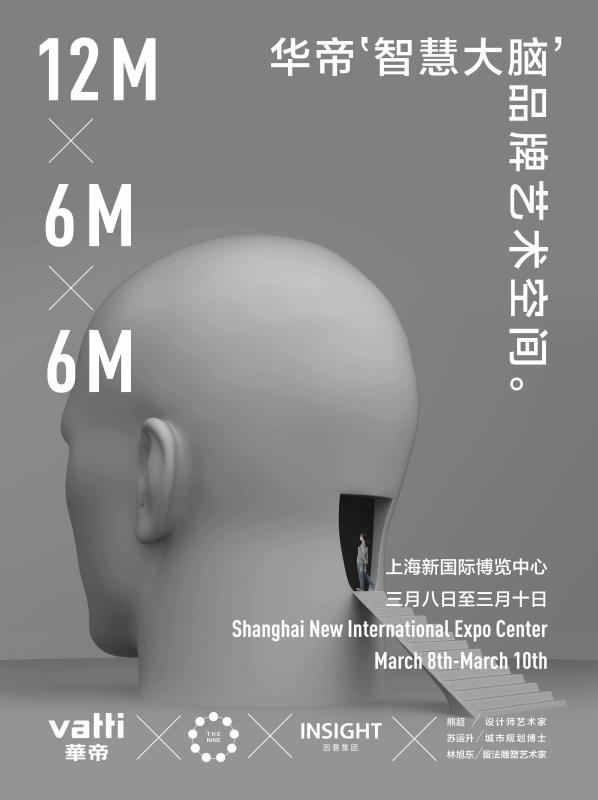 12M
×
6M
×
6M
华帝‘智慧大脑’
品牌艺术空间。
上海新国际博览中心
三月八日至三月十日
Shanghai New International Expo Center
March 8th-March 10th
vatti
華帝
THE
NINE
INSIGHT
因赛集团
熊超／设计师艺术家
苏运升／城市规划博士
林旭东／留法雕塑艺术家